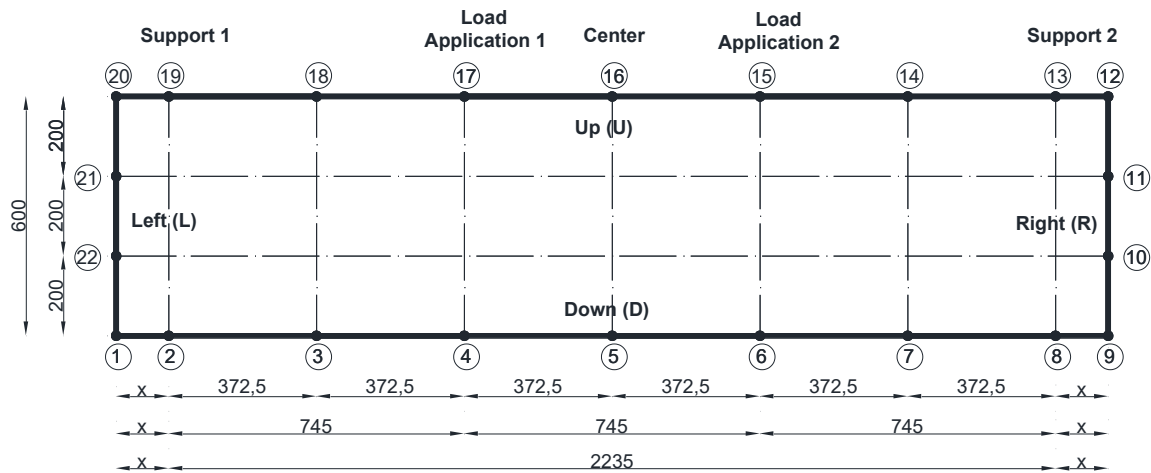 Support 1
Load
Application 1
Center
Load
Application 2
Support 2
20 19 18 17 16 15 14 13 12
Up (U)
200
21 11
600
200
Left (L) Right (R)
22 10
200
Down (D)
1 2 3 4 5 6 7 8 9
x 372,5 372,5 372,5 372,5 372,5 372,5 x
x 745 745 745 x
x 2235 x